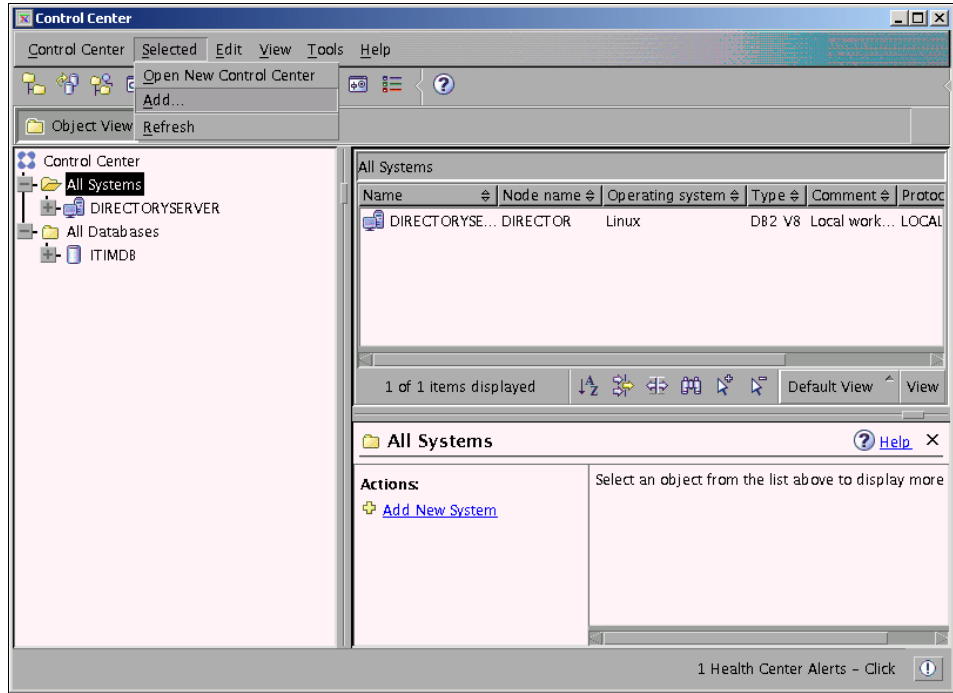 Control Center
Control Center Selected Edit View Tools Help
Open New Control Center
Add...
Refresh
Object View
Control Center
All Systems
DIRECTORYSERVER
All Databases
ITIMDB
All Systems
Name Node name Operating system Type Comment Protoc
DIRECTORYSE... DIRECTOR Linux DB2 V8 Local work... LOCAL
1 of 1 items displayed Default View View
All Systems Help
Actions:
Add New System
Select an object from the list above to display more
1 Health Center Alerts - Click